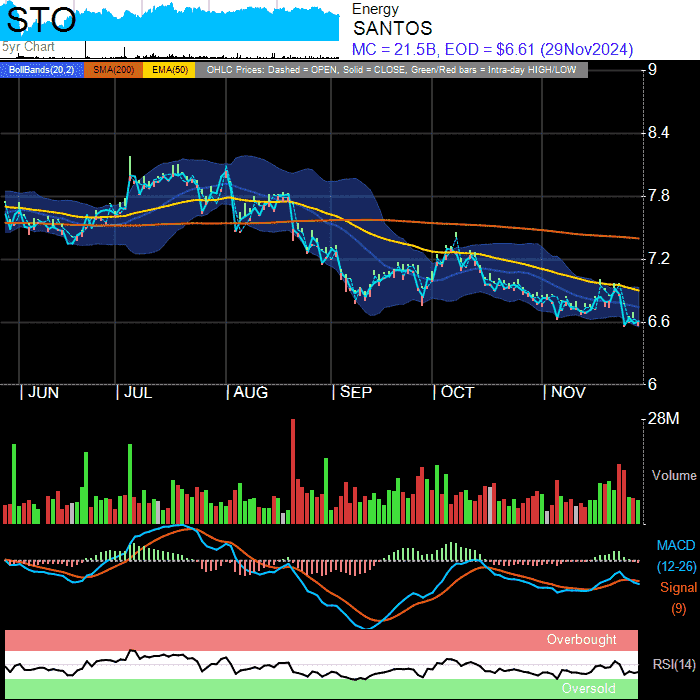 STO
5yr Chart
Energy
SANTOS
MC = 21.5B, EOD = $6.61 (29Nov2024)
BollBands(20,2) SMA(200) EMA(50) OHLC Prices: Dashed = OPEN, Solid = CLOSE, Green/Red bars = Intra-day HIGH/LOW
9
8.4
7.8
7.2
6.6
6
| JUN | JUL | AUG | SEP | OCT | NOV
28M
Volume
MACD
(12-26)
Signal
(9)
Overbought
RSI(14)
Oversold